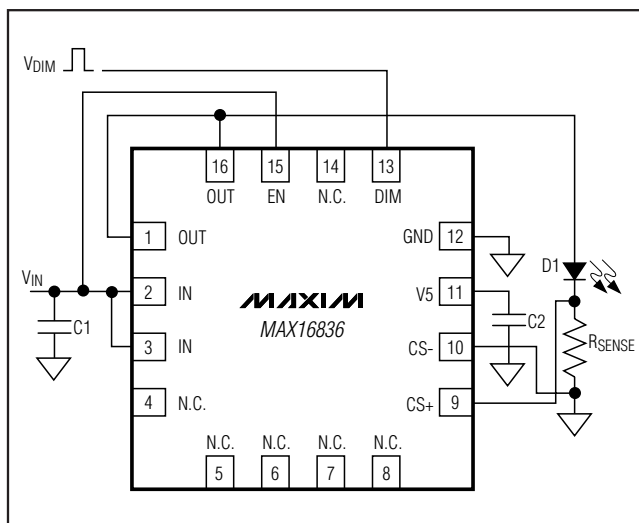 VDIM
16 15 14 13
OUT EN N.C. DIM
1 OUT GND 12
VIN
2 IN V5 11
MAXIM
MAX16836
3 IN CS- 10
4 N.C. CS+ 9
N.C. N.C. N.C. N.C.
5 6 7 8
C1
C2
D1
RSENSE